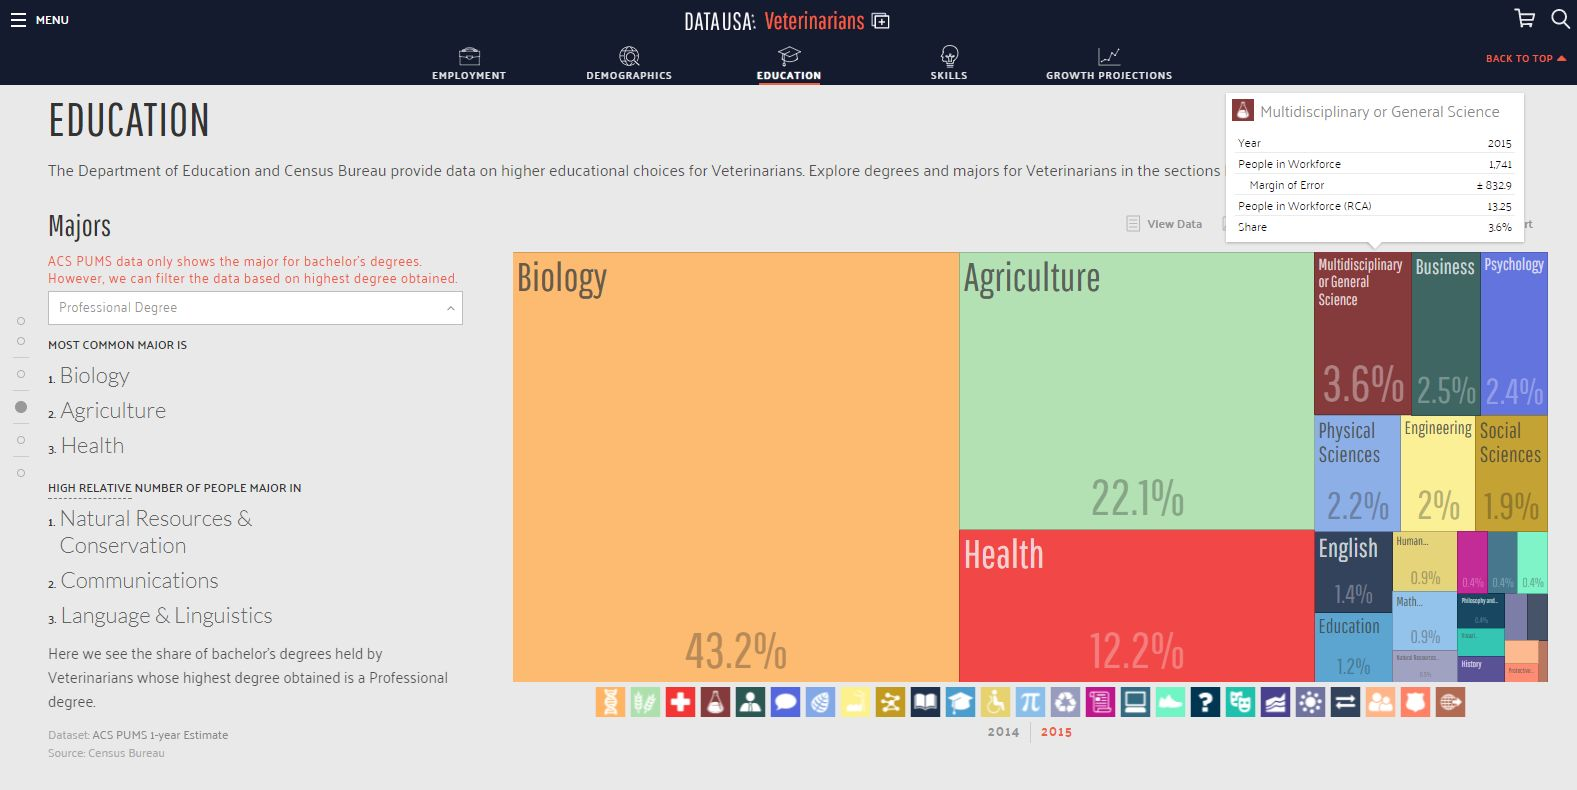 MENU
DATAUSA: Veterinarians
EMPLOYMENT
DEMOGRAPHICS
EDUCATION
SKILLS
GROWTH PROJECTIONS
BACK TO TOP
EDUCATION
The Department of Education and Census Bureau provide data on higher educational choices for Veterinarians. Explore degrees and majors for Veterinarians in the sections
Multidisciplinary or General Science
Year 2015
People in Workforce 1,741
Margin of Error ± 832.9
People in Workforce (RCA) 13.25
Share 3.6%
Majors
View Data
ACS PUMS data only shows the major for bachelor's degrees.
However, we can filter the data based on highest degree obtained.
Professional Degree
MOST COMMON MAJOR IS
1. Biology
2. Agriculture
3. Health
HIGH RELATIVE NUMBER OF PEOPLE MAJOR IN
1. Natural Resources &
Conservation
2. Communications
3. Language & Linguistics
Here we see the share of bachelor's degrees held by
Veterinarians whose highest degree obtained is a Professional
degree.
Dataset: ACS PUMS 1-year Estimate
Source: Census Bureau
Biology
43.2%
Agriculture
22.1%
Health
12.2%
Multidisciplinary
or General
Science
3.6%
Business
2.5%
Psychology
2.4%
Physical
Sciences
2.2%
Engineering
2%
Social
Sciences
1.9%
English
1.4%
Education
1.2%
Human...
0.9%
Math...
0.9%
Natural Resources...
0.4%
0.4%
0.4%
Philosophy and...
0.4%
History
Protective...
2014
2015